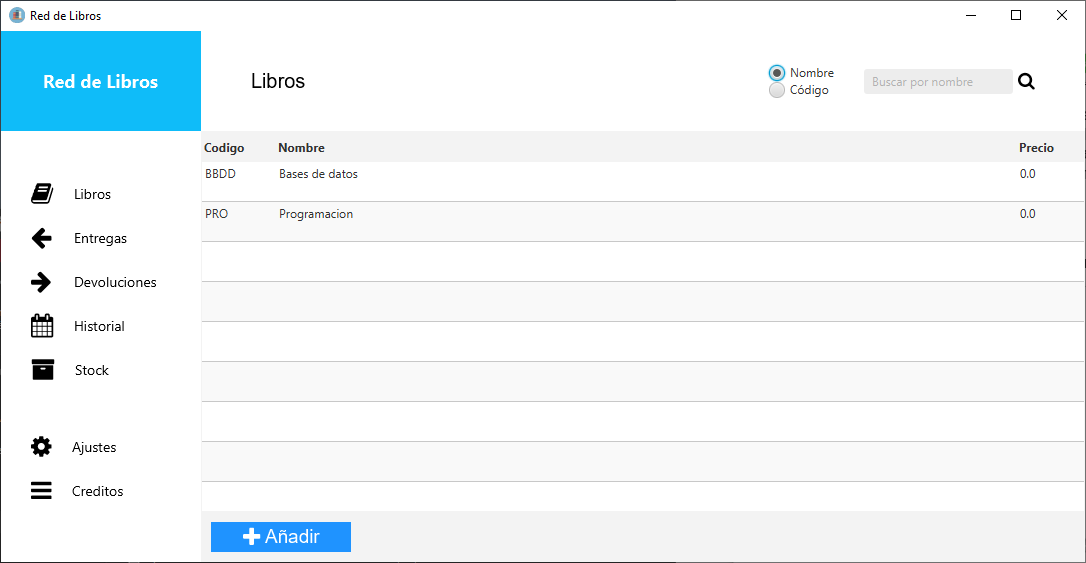 Red de Libros
Red de Libros
Libros
Nombre
Código
Buscar por nombre
Codigo Nombre Precio
BBDD Bases de datos 0.0
PRO Programacion 0.0
Libros
Entregas
Devoluciones
Historial
Stock
Ajustes
Creditos
Añadir